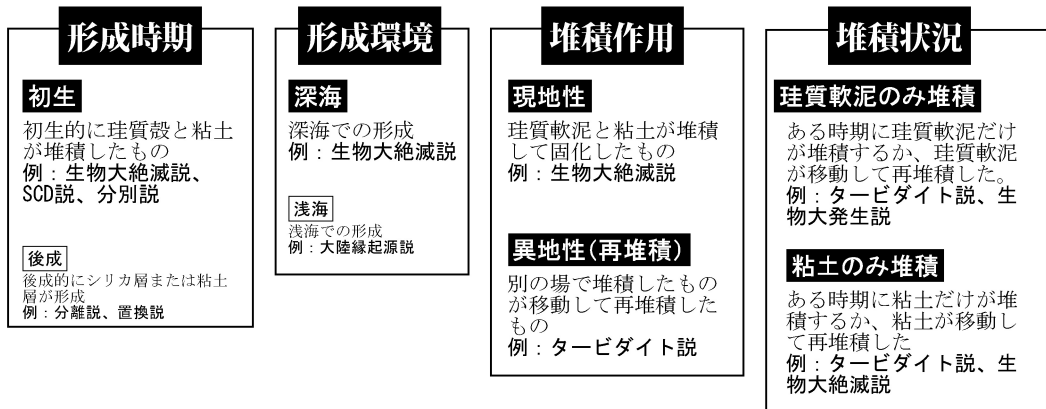 形成時期
初生
初生的に珪質殻と粘土
が堆積したもの
例：生物大絶滅説、
SCD説、分別説
後成
後成的にシリカ層または粘土
層が形成
例：分離説、置換説
形成環境
深海
深海での形成
例：生物大絶滅説
浅海
浅海での形成
例：大陸縁起源説
堆積作用
現地性
珪質軟泥と粘土が堆積
して固化したもの
例：生物大絶滅説
異地性(再堆積)
別の場で堆積したもの
が移動して再堆積した
もの
例：タービダイト説
堆積状況
珪質軟泥のみ堆積
ある時期に珪質軟泥だけ
が堆積するか、珪質軟泥
が移動して再堆積した。
例：タービダイト説、生
物大発生説
粘土のみ堆積
ある時期に粘土だけが堆
積するか、粘土が移動し
て再堆積した
例：タービダイト説、生
物大絶滅説